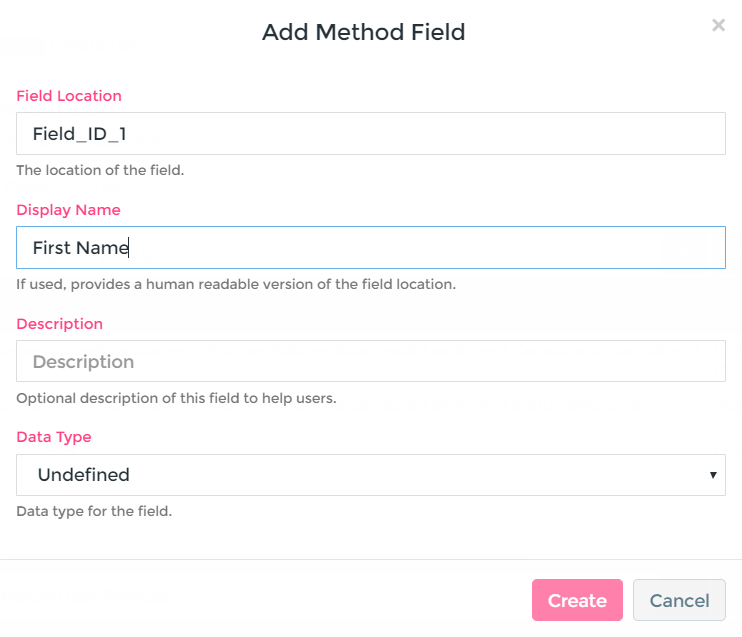 Add Method Field
×
Field Location
Field_ID_1
The location of the field.
Display Name
First Name
If used, provides a human readable version of the field location.
Description
Description
Optional description of this field to help users.
Data Type
Undefined
Data type for the field.
Create Cancel